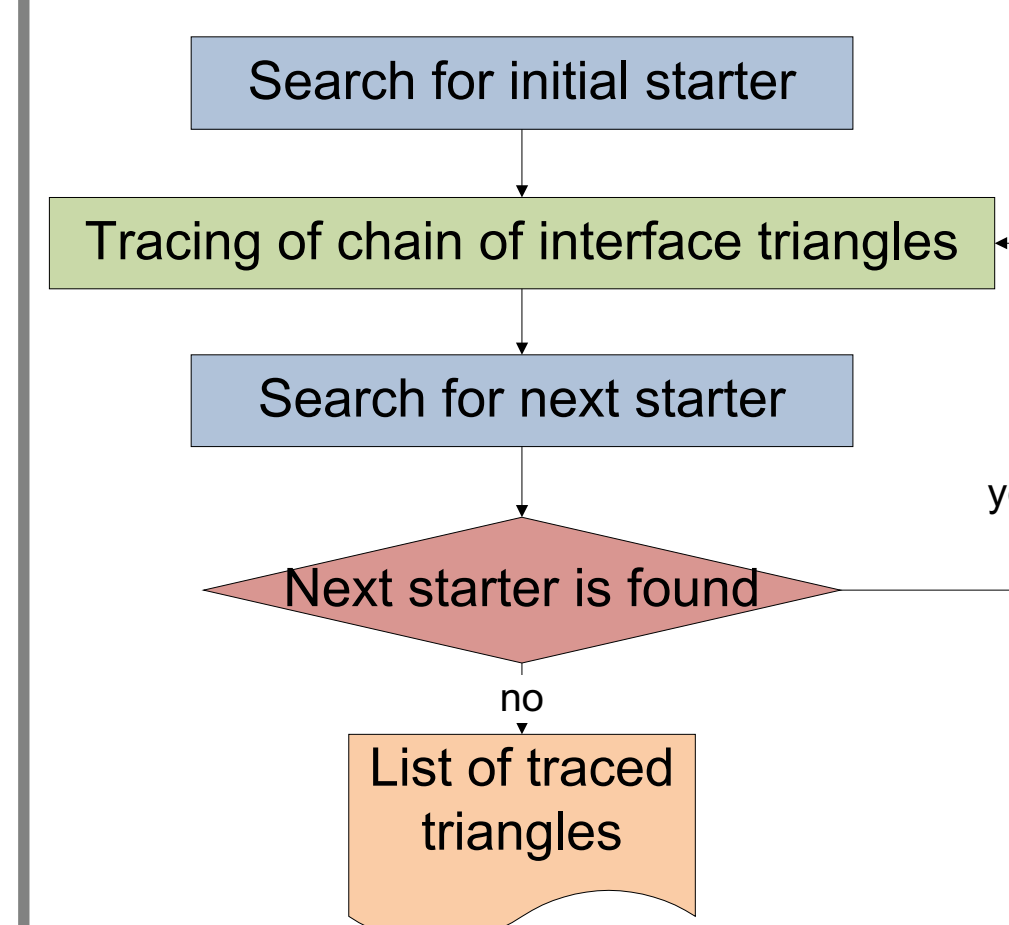 Search for initial starter
Tracing of chain of interface triangles
Search for next starter
Next starter is found
no
List of traced
triangles